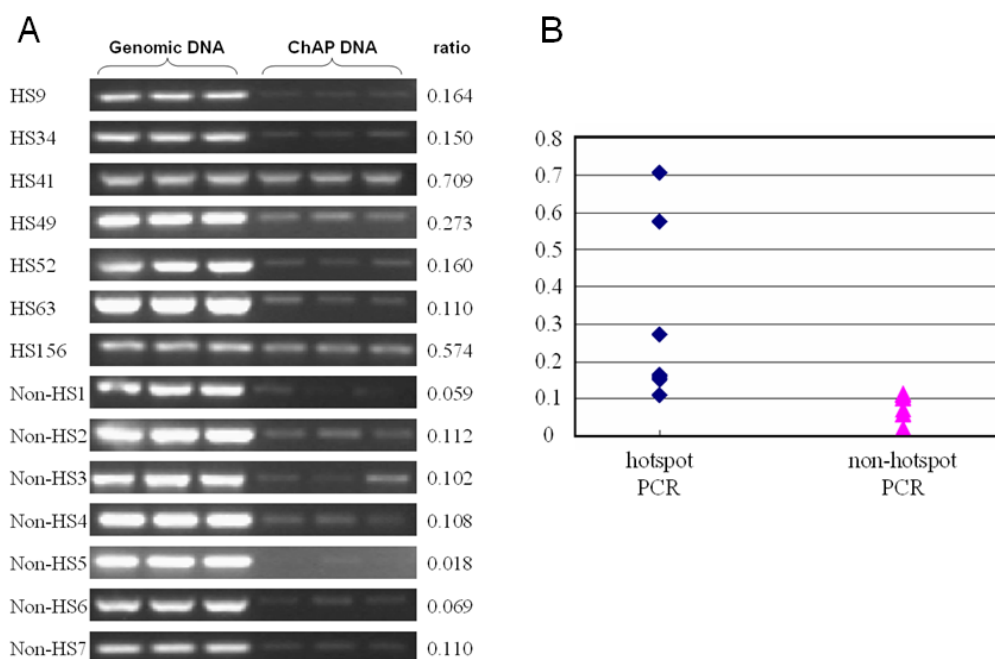 A
Genomic DNA ChAP DNA ratio
HS9 0.164
HS34 0.150
HS41 0.709
HS49 0.273
HS52 0.160
HS63 0.110
HS156 0.574
Non-HS1 0.059
Non-HS2 0.112
Non-HS3 0.102
Non-HS4 0.108
Non-HS5 0.018
Non-HS6 0.069
Non-HS7 0.110
B
0.8
0.7
0.6
0.5
0.4
0.3
0.2
0.1
0
hotspot PCR
non-hotspot PCR